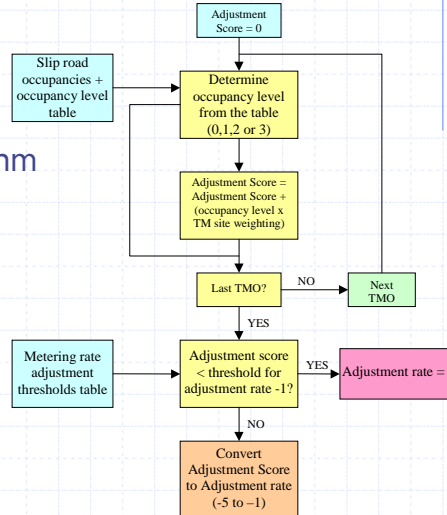 Adjustment
Score = 0
Slip road
occupancies +
occupancy level
table
Determine
occupancy level
from the table
(0,1,2 or 3)
Adjustment Score =
Adjustment Score +
(occupancy level x
TM site weighting)
Last TMO?
NO
Next
TMO
YES
Metering rate
adjustment
thresholds table
Adjustment score
< threshold for
adjustment rate -1?
YES
Adjustment rate =
NO
Convert
Adjustment Score
to Adjustment rate
(-5 to –1)